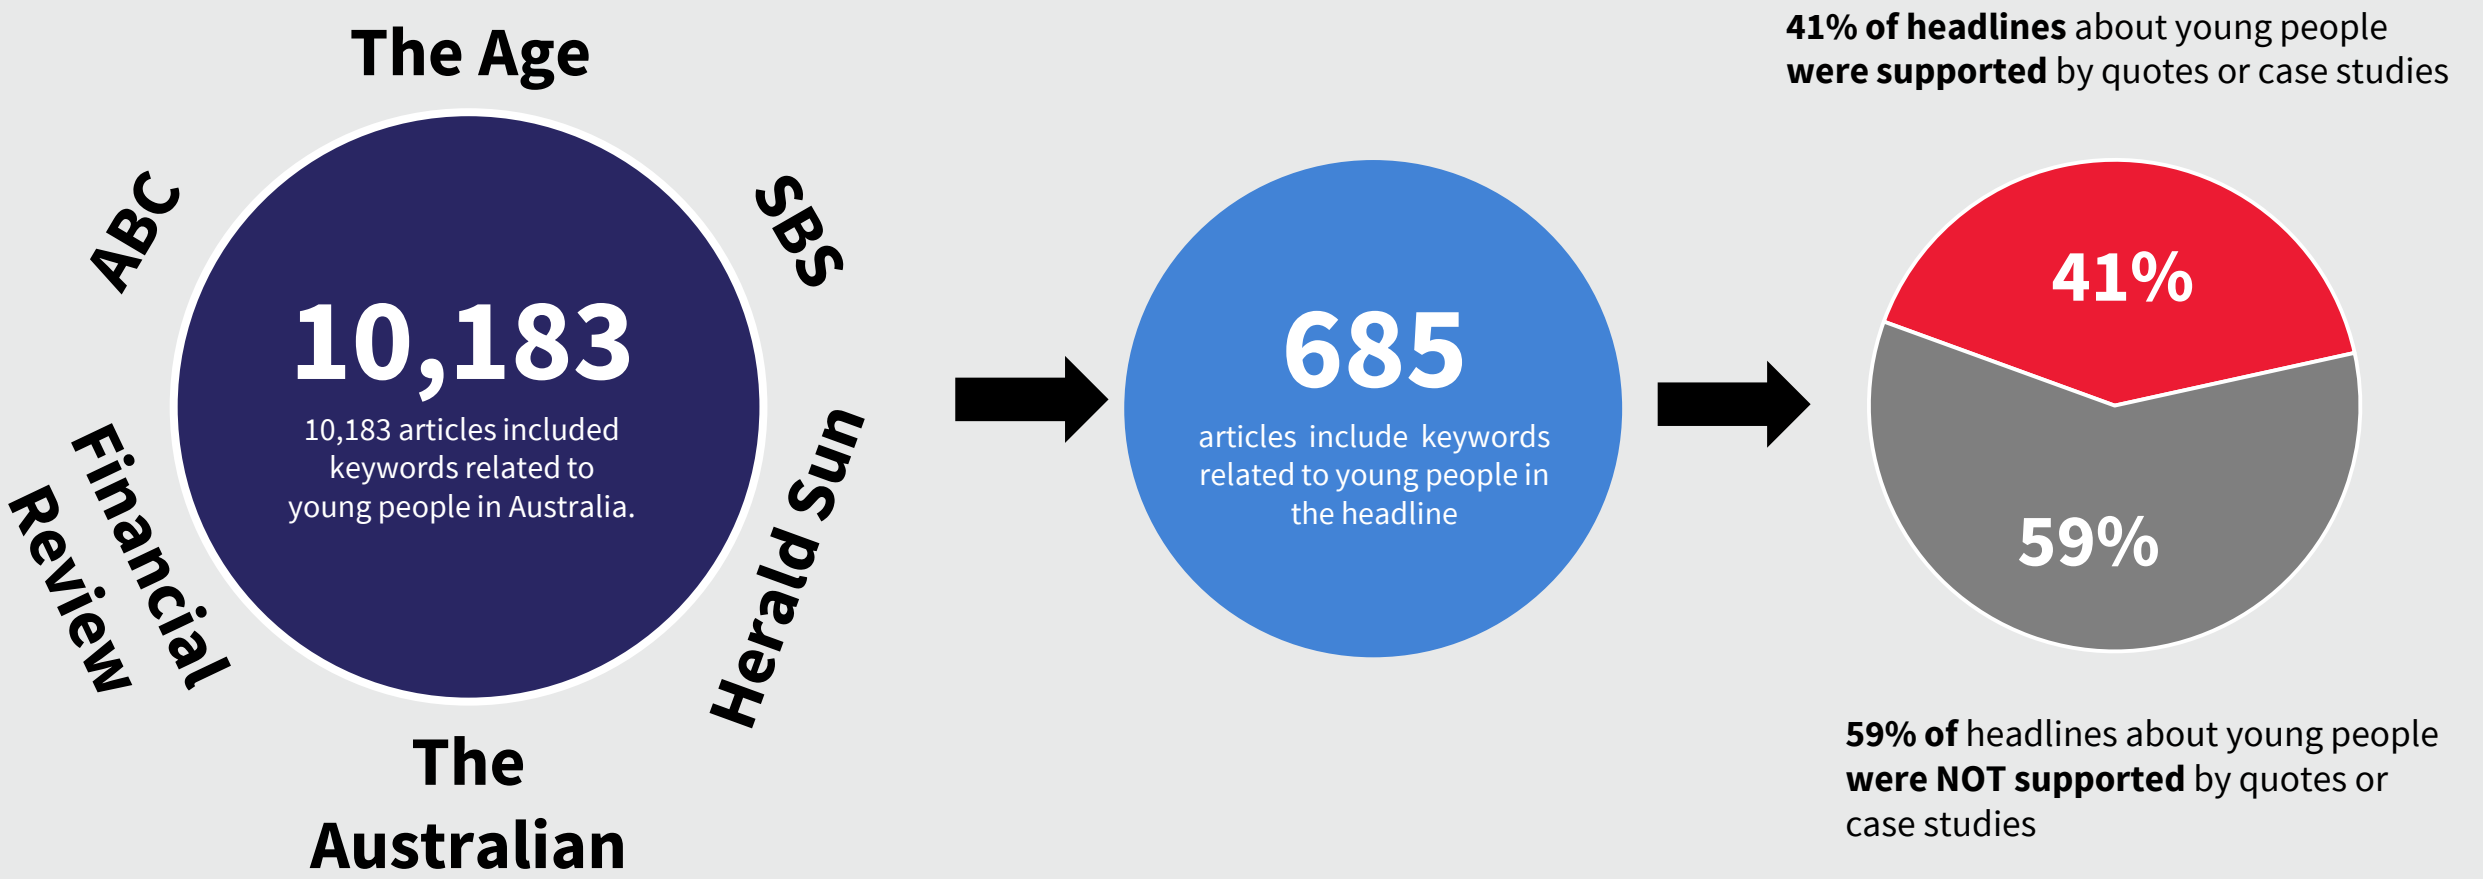 The Age
ABC
SBS
10,183
10,183 articles included
keywords related to
young people in Australia.
Financial
Review
Herald Sun
The
Australian
685
articles include keywords
related to young people in
the headline
41% of headlines about young people
were supported by quotes or case studies
41%
59%
59% of headlines about young people
were NOT supported by quotes or
case studies